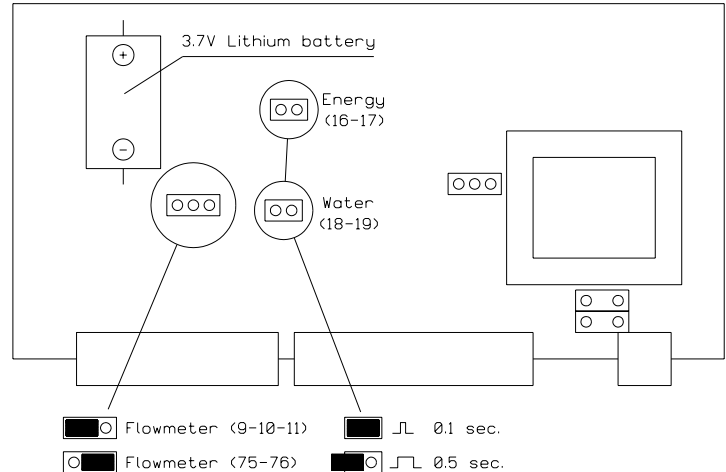 3.7V Lithium battery
+
Energy
(16-17)
-
Water
(18-19)
Flowmeter (9-10-11)
0.1 sec.
Flowmeter (75-76)
0.5 sec.